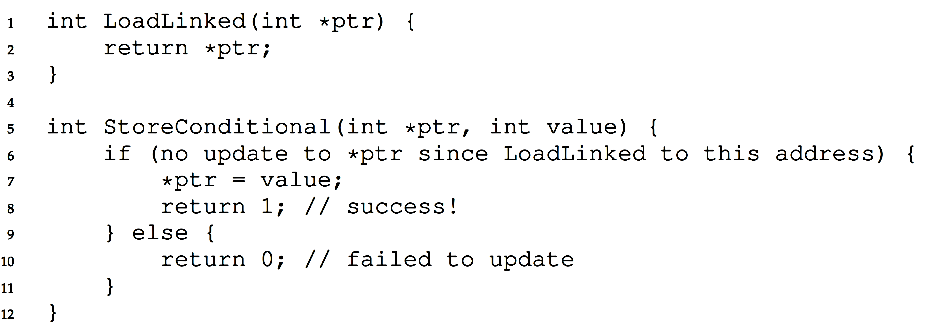 1 int LoadLinked(int *ptr) {
2     return *ptr;
3 }
4
5 int StoreConditional(int *ptr, int value) {
6     if (no update to *ptr since LoadLinked to this address) {
7         *ptr = value;
8         return 1; // success!
9     } else {
10         return 0; // failed to update
11     }
12 }